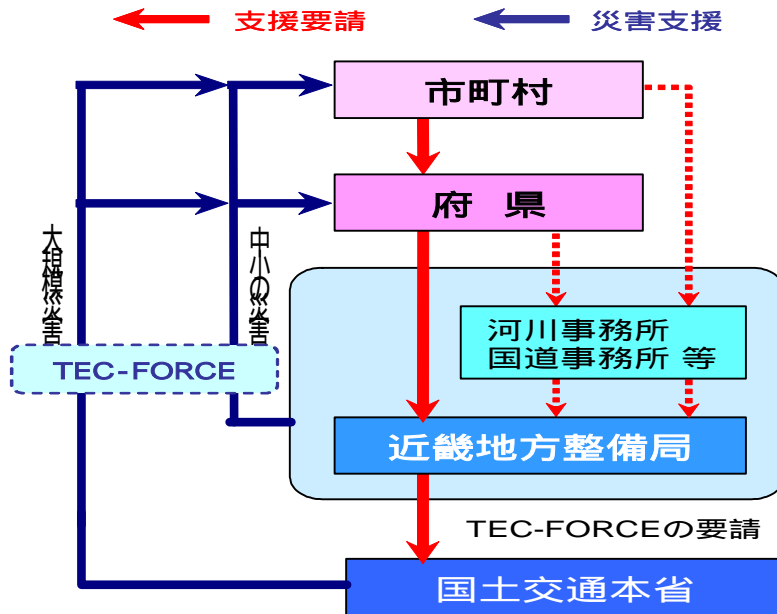 支援要請
災害支援
市町村
府 県
大規模災害
中小の災害
河川事務所
国道事務所 等
TEC-FORCE
近畿地方整備局
TEC-FORCEの要請
国土交通本省